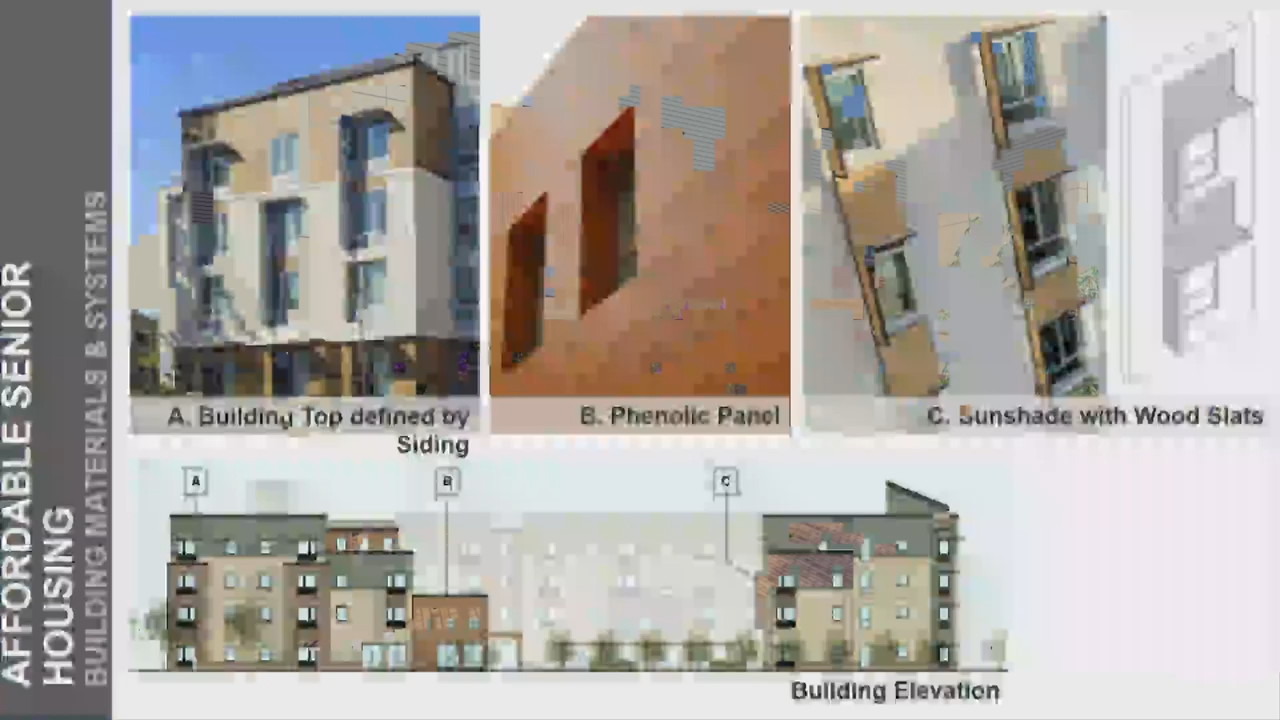 AFFORDABLE SENIOR
HOUSING
BUILDING MATERIALS & SYSTEMS
A. Building Top defined by
Siding
B. Phenolic Panel
C. Sunshade with Wood Slats
A
B
C
Building Elevation